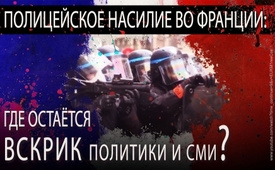 ПОЛИЦЕЙСКОЕ НАСИЛИЕ ВО ФРАНЦИИ:
ГДЕ ОСТАЁТСЯ
ВСКРИК ПОЛИТИКИ И СМИ?